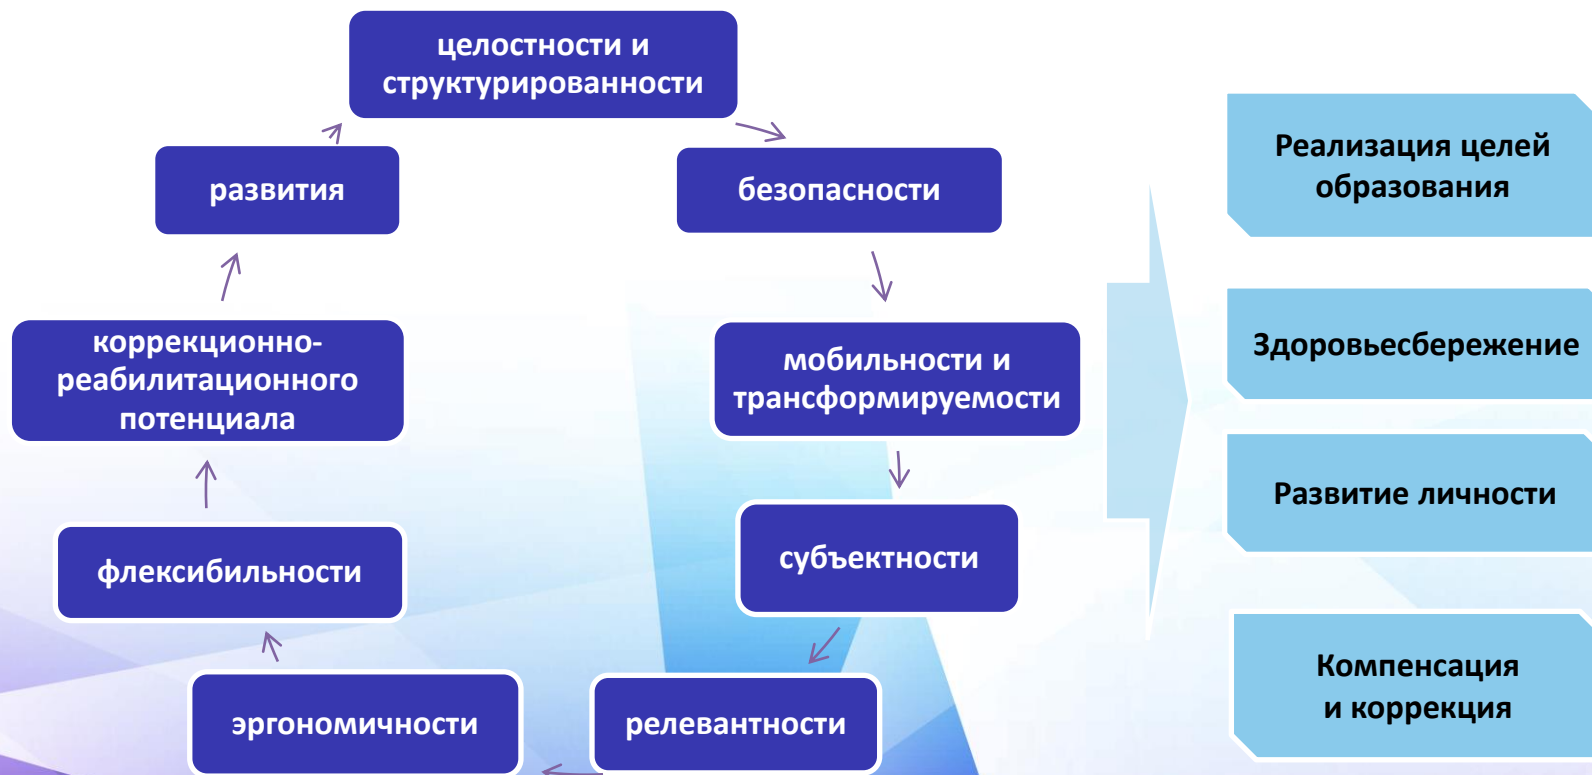 целостности и
структурированности
безопасности
мобильности и
трансформируемости
субъектности
релевантности
эргономичности
флексибильности
коррекционно-
реабилитационного
потенциала
развития
Реализация целей
образования
Здоровьесбережение
Развитие личности
Компенсация
и коррекция